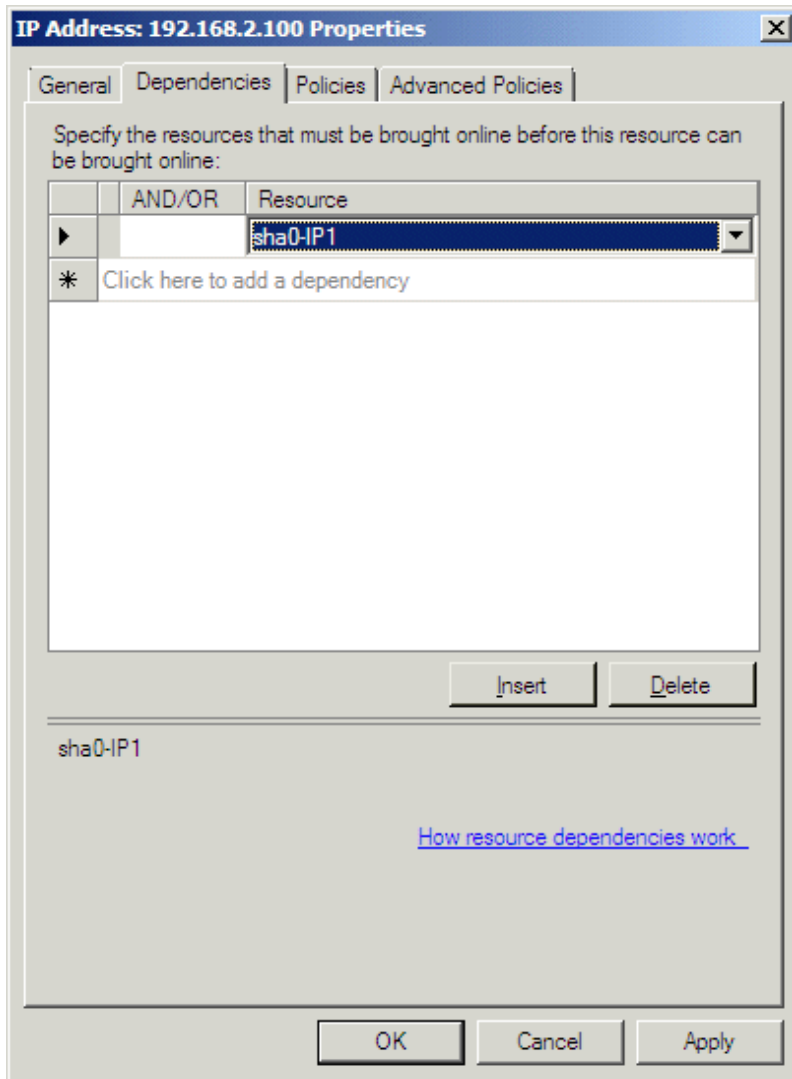 IP Address: 192.168.2.100 Properties
General Dependencies Policies Advanced Policies
Specify the resources that must be brought online before this resource can
be brought online:
AND/OR Resource
sha0-IP1
Click here to add a dependency
Insert Delete
sha0-IP1
How resource dependencies work
OK Cancel Apply